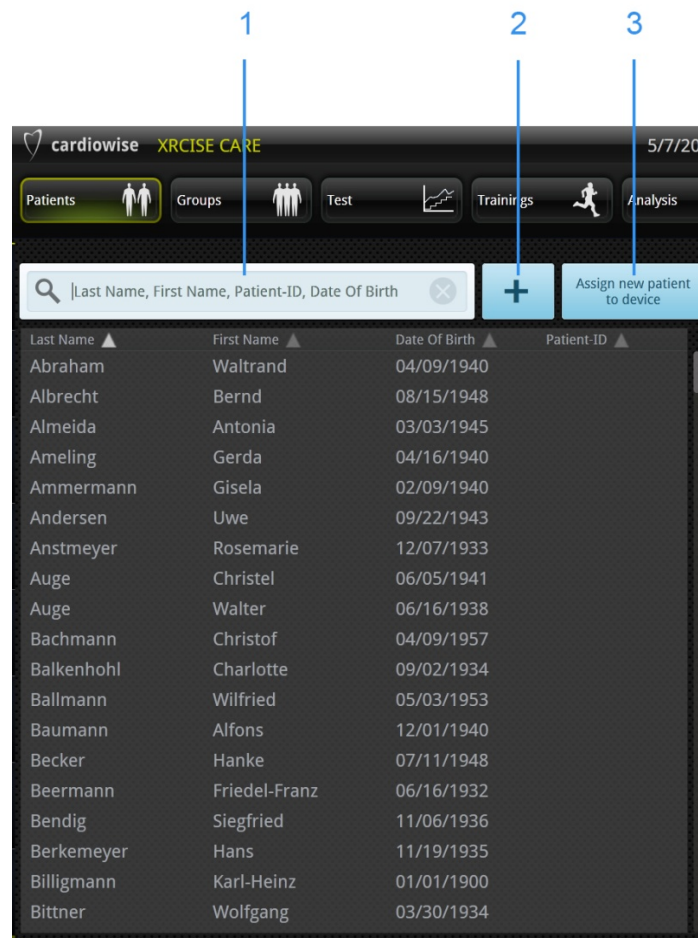 1 2 3
cardiowise XRCISE CARE 5/7/20
Patients Groups Test Trainings Analysis
Last Name, First Name, Patient-ID, Date Of Birth + Assign new patient
to device
Last Name First Name Date Of Birth Patient-ID
Abraham Waltrand 04/09/1940
Albrecht Bernd 08/15/1948
Almeida Antonia 03/03/1945
Ameling Gerda 04/16/1940
Ammermann Gisela 02/09/1940
Andersen Uwe 09/22/1943
Anstmeyer Rosemarie 12/07/1933
Auge Christel 06/05/1941
Auge Walter 06/16/1938
Bachmann Christof 04/09/1957
Balkenhohl Charlotte 09/02/1934
Ballmann Wilfried 05/03/1953
Baumann Alfons 12/01/1940
Becker Hanke 07/11/1948
Beermann Friedel-Franz 06/16/1932
Bendig Siegfried 11/06/1936
Berkemeyer Hans 11/19/1935
Billigmann Karl-Heinz 01/01/1900
Bittner Wolfgang 03/30/1934